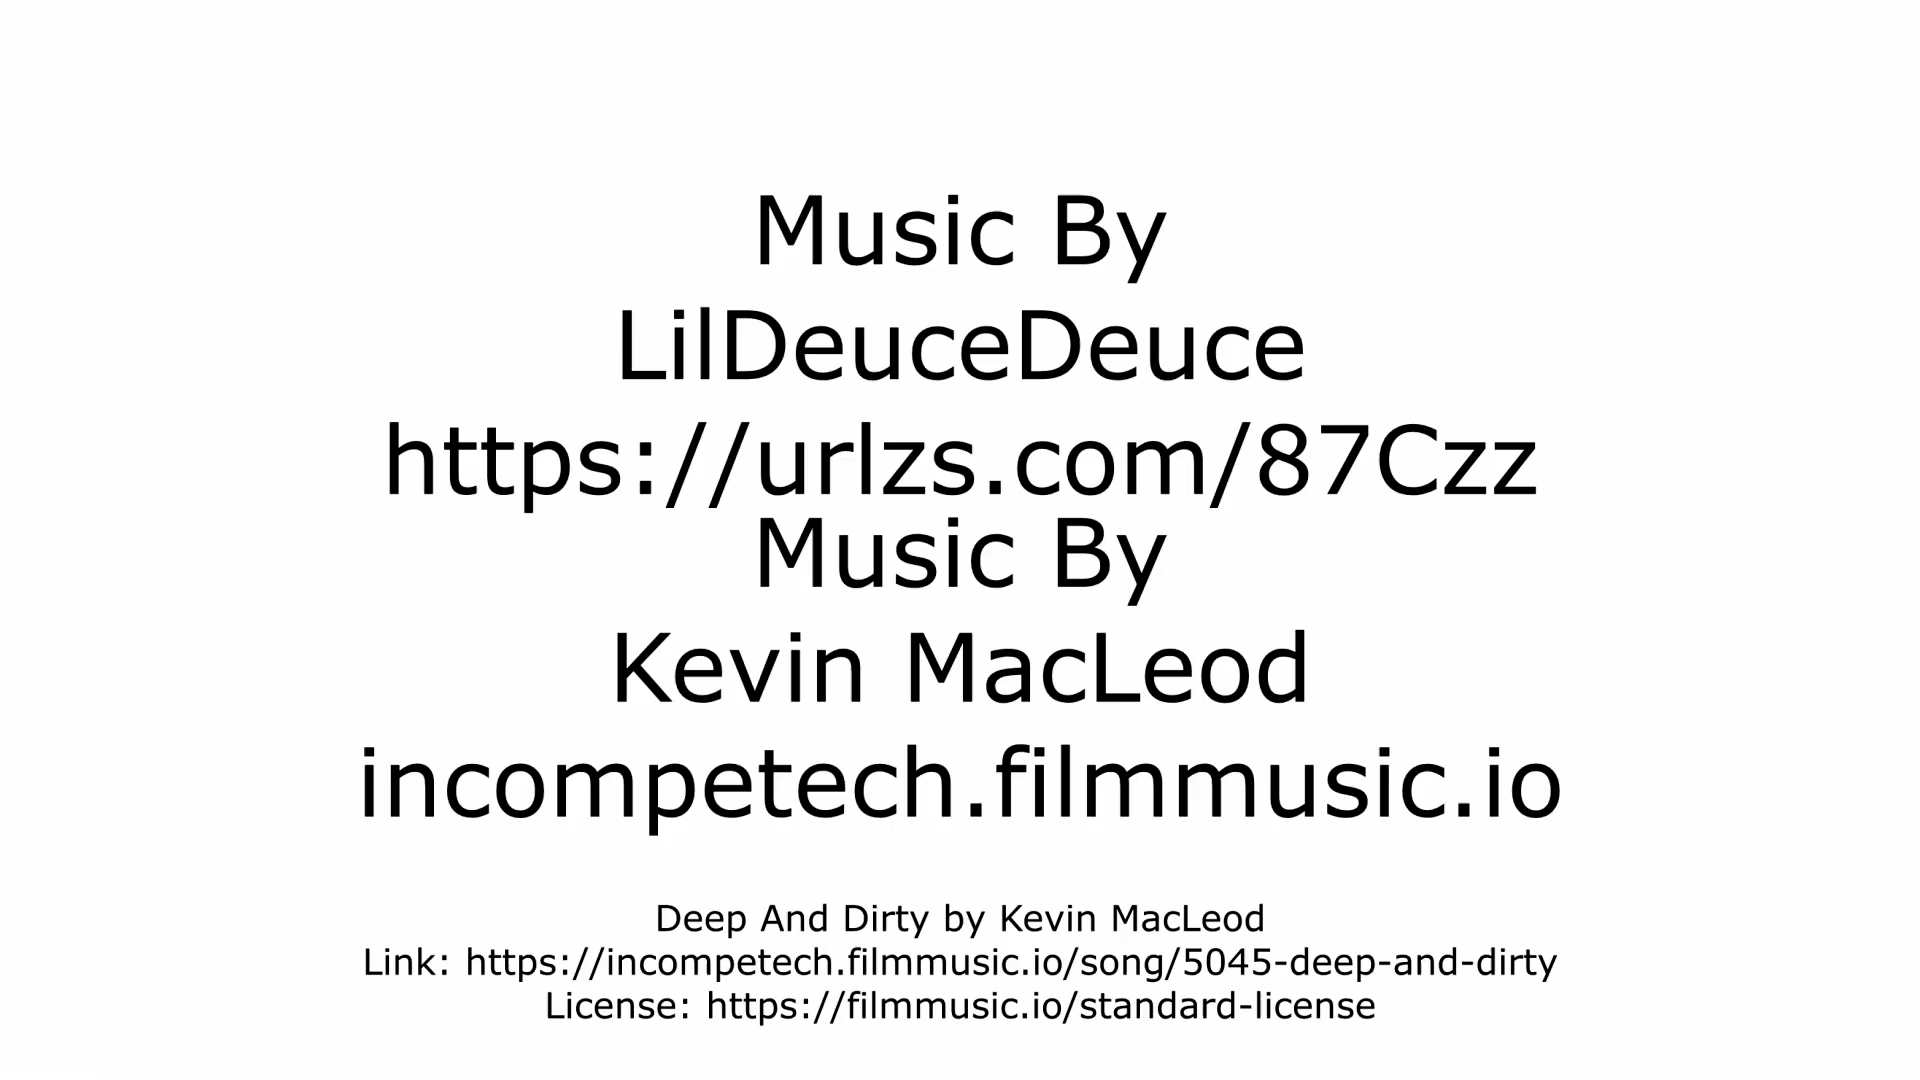 Music By
LilDeuceDeuce
https://urlzs.com/87Czz
Music By
Kevin MacLeod
incompetech.filmmusic.io
Deep And Dirty by Kevin MacLeod
Link: https://incompetech.filmmusic.io/song/5045-deep-and-dirty
License: https://filmmusic.io/standard-license